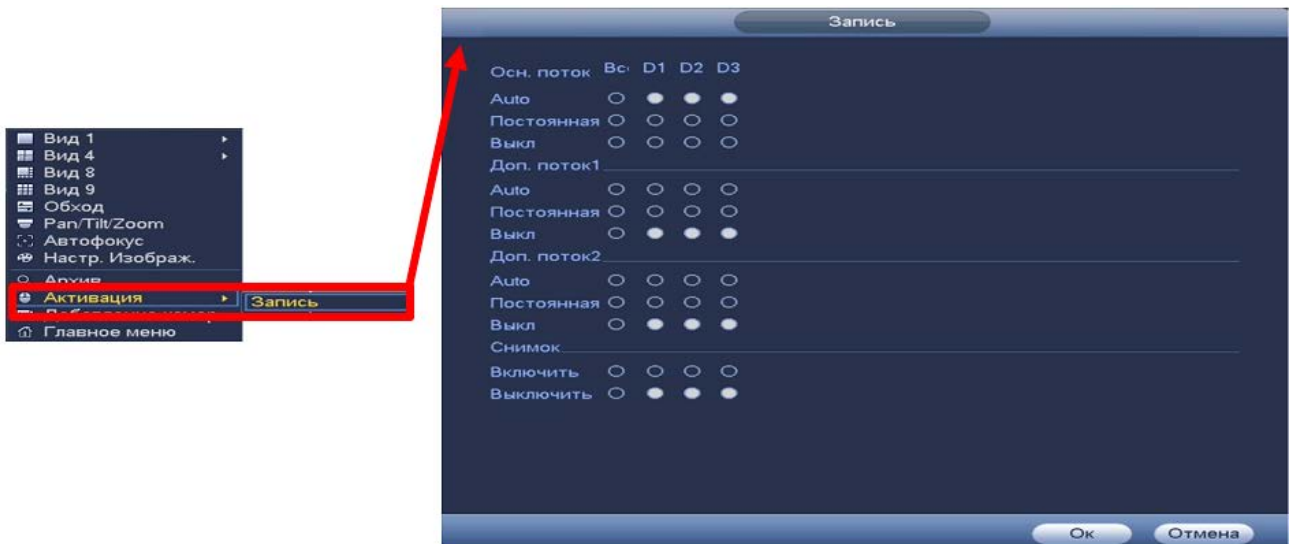 Вид 1
Вид 4
Вид 8
Вид 9
Обход
Pan/Tilt/Zoom
Автофокус
Настр. Изображ.
Архив
Активация
Запись
Главное меню
Запись
Осн. поток Вс D1 D2 D3
Auto
Постоянная
Выкл
Доп. поток1
Auto
Постоянная
Выкл
Доп. поток2
Auto
Постоянная
Выкл
Снимок
Включить
Выключить
Ок Отмена